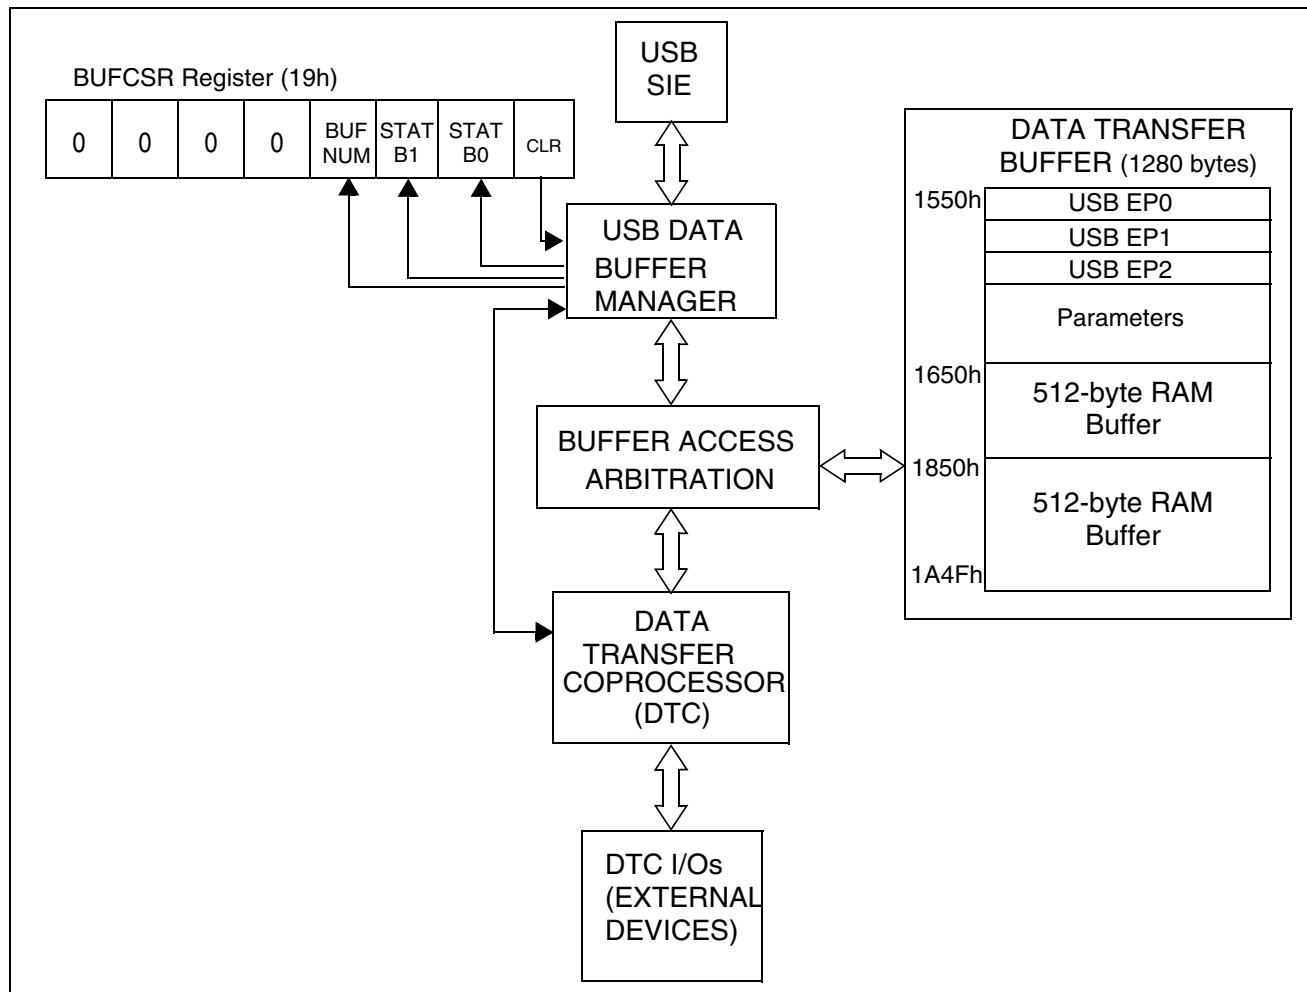 BUFCSR Register (19h)
0 0 0 0 BUF NUM STAT B1 STAT B0 CLR
USB
SIE
USB DATA
BUFFER
MANAGER
BUFFER ACCESS
ARBITRATION
DATA
TRANSFER
COPROCESSOR
(DTC)
DTC I/Os
(EXTERNAL
DEVICES)
DATA TRANSFER
BUFFER (1280 bytes)
1550h
USB EP0
USB EP1
USB EP2
Parameters
1650h
512-byte RAM
Buffer
1850h
512-byte RAM
Buffer
1A4Fh